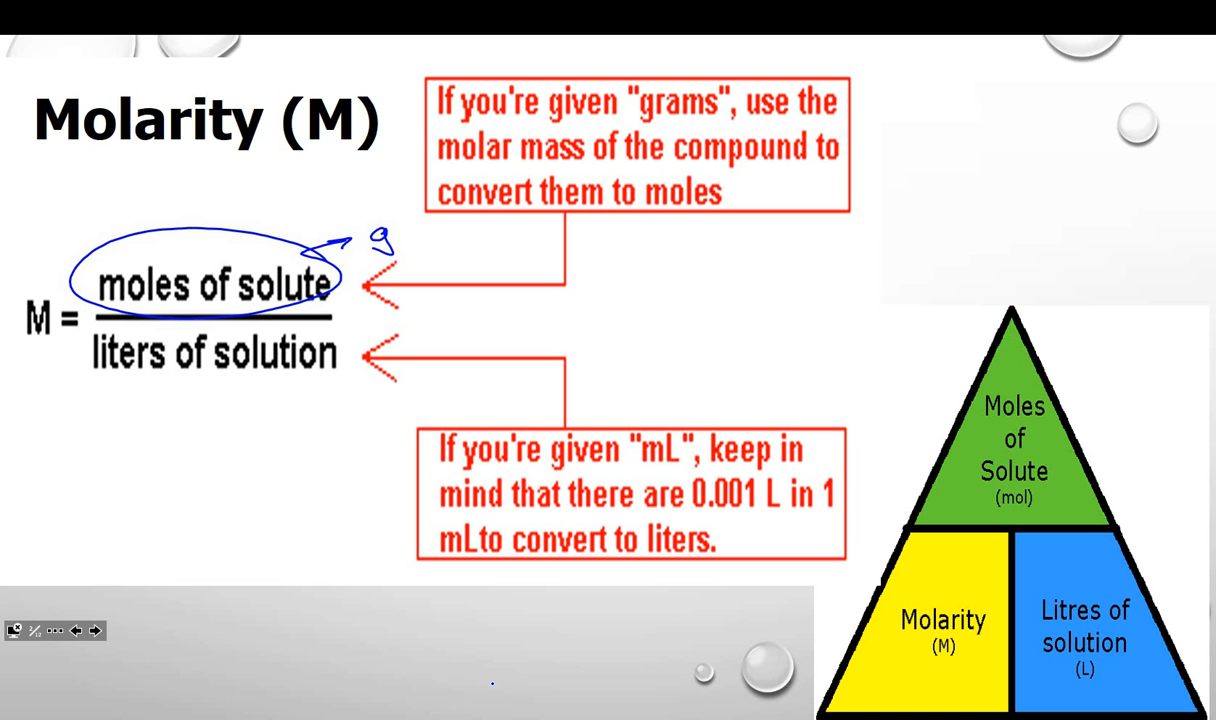 Molarity (M)
If you're given "grams", use the
molar mass of the compound to
convert them to moles
g
moles of solute
M =
liters of solution
If you're given "mL", keep in
mind that there are 0.001 L in 1
mLto convert to liters.
Moles
of
Solute
(mol)
Molarity
(M)
Litres of
solution
(L)
2/12